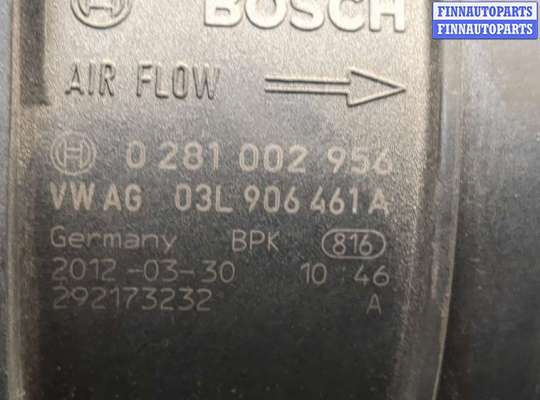 FINNAUTOPARTS
FINNAUTOPARTS
BOSCH
AIR FLOW
0 281 002 956
VW AG 03L 906 461 A
Germany BPK 816
2012-03-30 10 46
292173232 A